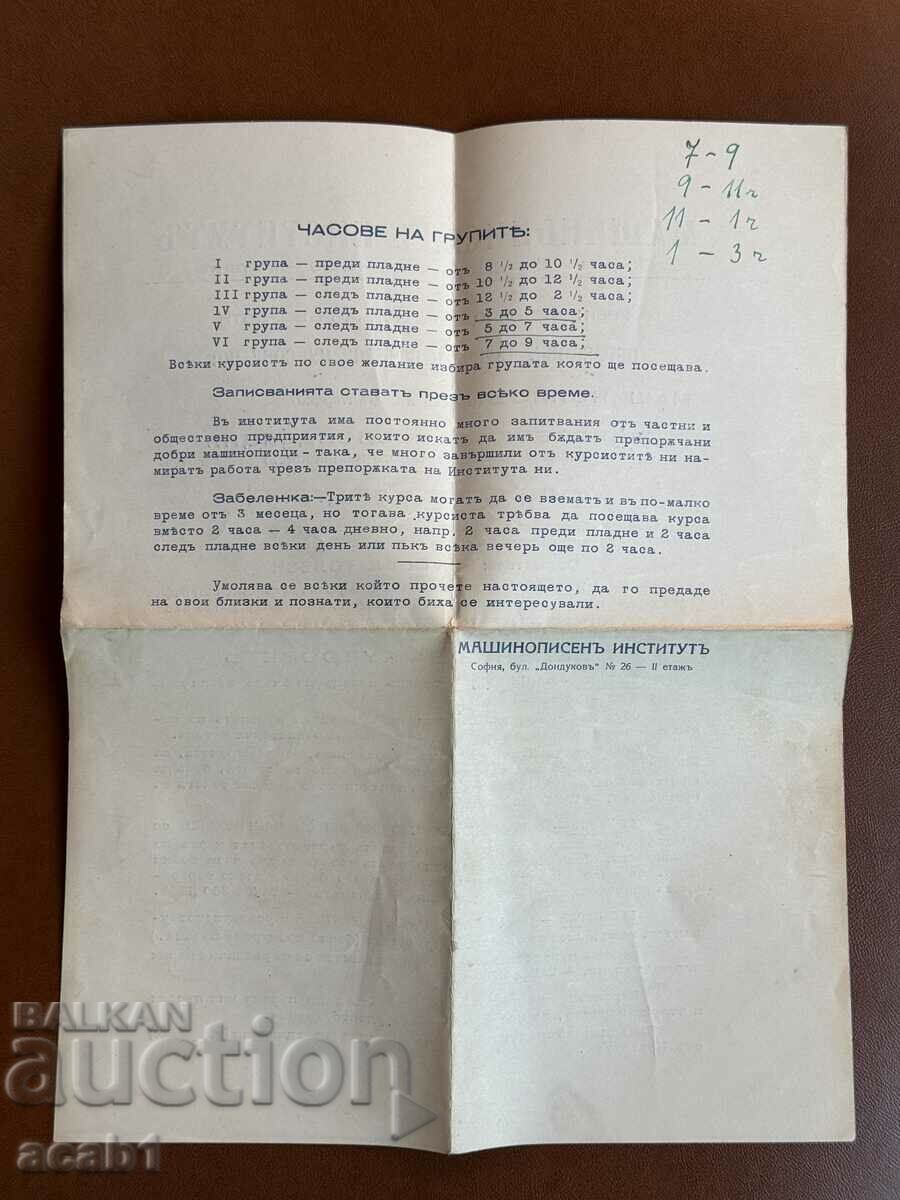 7 - 9
9 - 11 ч
11 - 1 ч
1 - 3 ч
ЧАСОВЕ НА ГРУПИТѢ:
I група — преди пладне — отъ 8 1/2 до 10 1/2 часа;
II група — преди пладне — отъ 10 1/2 до 12 1/2 часа;
III група — следъ пладне — отъ 12 1/2 до 2 1/2 часа;
IV група — следъ пладне — отъ 3 до 5 часа;
V група — следъ пладне — отъ 5 до 7 часа;
VI група — следъ пладне — отъ 7 до 9 часа;
Всѣки курсистъ по свое желание избира групата която ще посещава.
Записванията ставатъ презъ всѣко време.
Въ института има постоянно много запитвания отъ частни и
обществено предприятия, които искатъ да имъ бѫдатъ препорѫчани
добри машинописци - така, че много завършили отъ курсиститѣ ни на-
миратъ работа чрезъ препорѫката на Института ни.
Забележка:—Тритѣ курса могатъ да се взематъ и въ по-малко
време отъ 3 месеца, но тогава курсиста трѣбва да посещава курса
вмѣсто 2 часа — 4 часа дневно, напр. 2 часа преди пладне и 2 часа
следъ пладне всѣки день или пъкъ всѣка вечерь още по 2 часа.
Умолява се всѣки който прочете настоящето, да го предаде
на свои близки и познати, които биха се интересували.
МАШИНОПИСЕНЪ ИНСТИТУТЪ
София, бул. „Дондуковъ" № 26 — II етажъ
BALKAN
auction
acab1